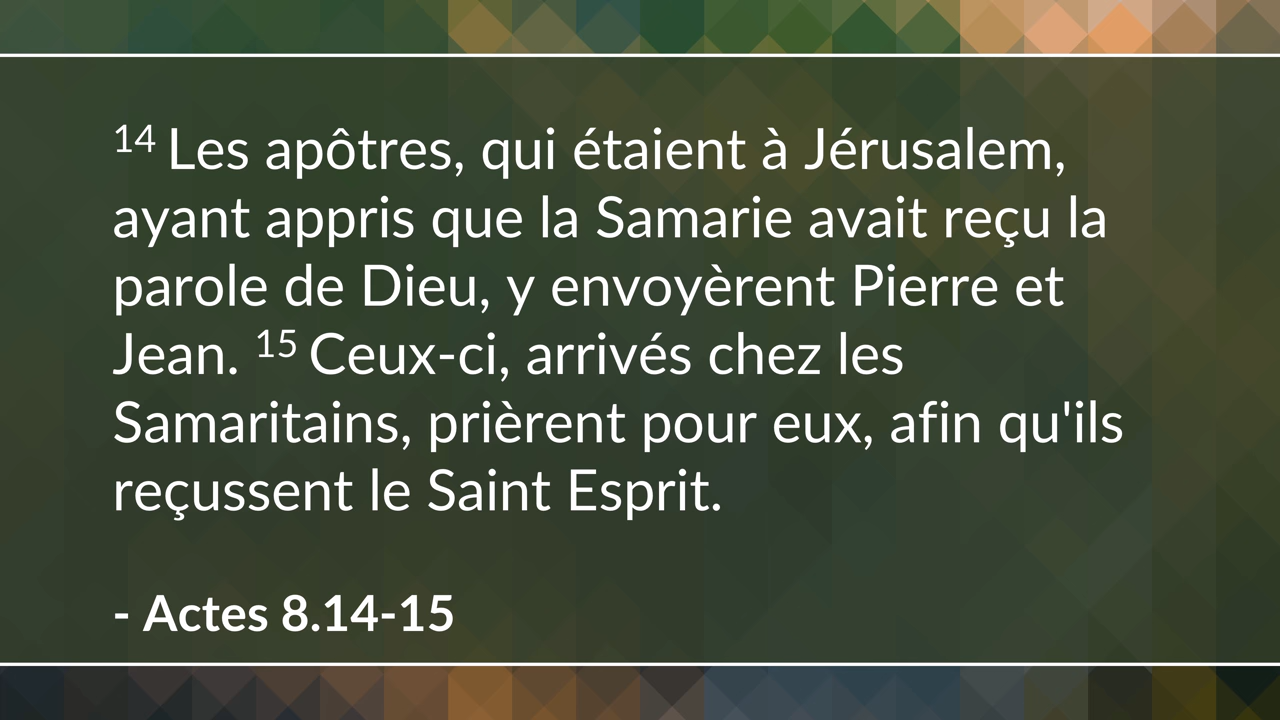 14 Les apôtres, qui étaient à Jérusalem,
ayant appris que la Samarie avait reçu la
parole de Dieu, y envoyèrent Pierre et
Jean. 15 Ceux-ci, arrivés chez les
Samaritains, prièrent pour eux, afin qu'ils
reçussent le Saint Esprit.
- Actes 8.14-15